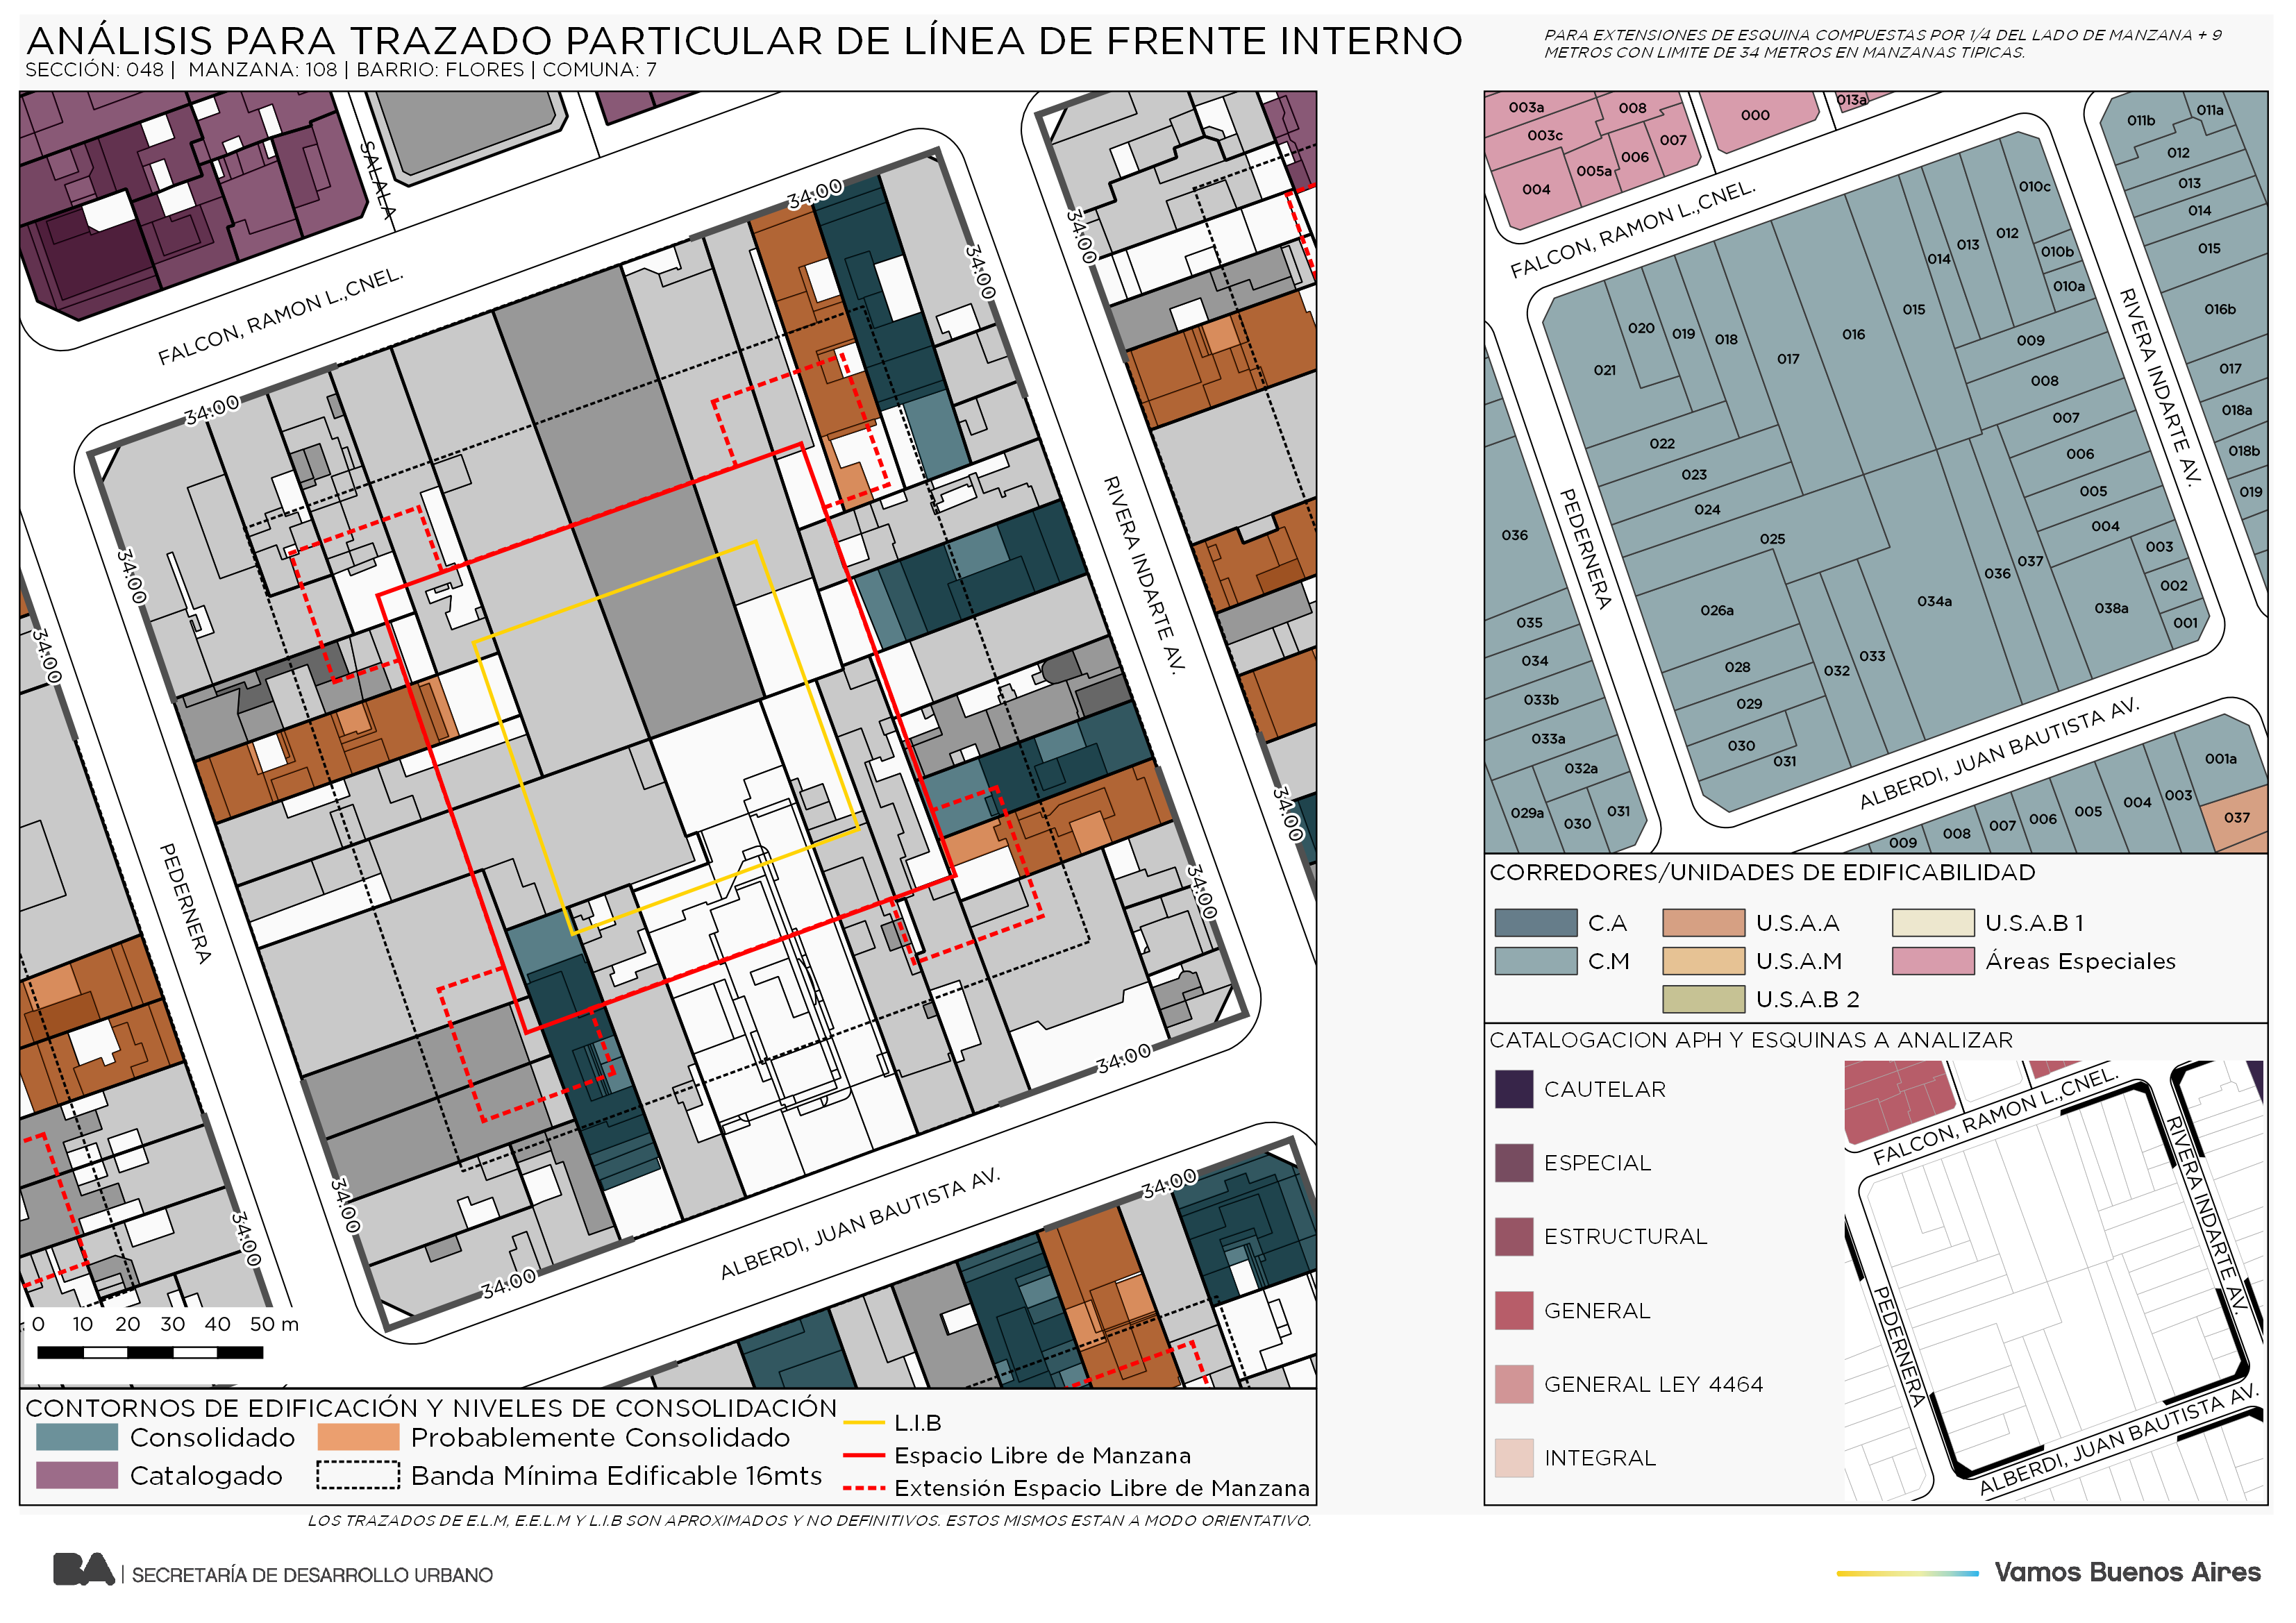 ANÁLISIS PARA TRAZADO PARTICULAR DE LÍNEA DE FRENTE INTERNO
SECCIÓN: 048 | MANZANA: 108 | BARRIO: FLORES | COMUNA: 7
PARA EXTENSIONES DE ESQUINA COMPUESTAS POR 1/4 DEL LADO DE MANZANA + 9
METROS CON LIMITE DE 34 METROS EN MANZANAS TIPICAS.
SALALA
FALCON, RAMON L.,CNEL.
34.00
34.00
34.00
34.00
34.00
34.00
RIVERA INDARTE AV.
PEDERNERA
34.00
34.00
34.00
34.00
34.00
34.00
34.00
34.00
ALBERDI, JUAN BAUTISTA AV.
0 10 20 30 40 50 m
CONTORNOS DE EDIFICACIÓN Y NIVELES DE CONSOLIDACIÓN
Consolidado
Probablemente Consolidado
Catalogado
Banda Mínima Edificable 16mts
L.I.B
Espacio Libre de Manzana
Extensión Espacio Libre de Manzana
LOS TRAZADOS DE E.L.M, E.E.L.M Y L.I.B SON APROXIMADOS Y NO DEFINITIVOS. ESTOS MISMOS ESTAN A MODO ORIENTATIVO.
003a
008
003c
007
006
005a
004
000
013a
011b
011a
012
013
014
015
016b
017
018a
018b
019
FALCON, RAMON L.,CNEL.
RIVERA INDARTE AV.
010c
010b
010a
012
013
014
015
016
017
018
019
020
021
009
008
007
006
005
004
003
002
001
022
023
024
025
026a
028
029
030
031
032
033
034a
036
037
038a
PEDERNERA
036
035
034
033b
033a
032a
029a
030
031
ALBERDI, JUAN BAUTISTA AV.
009
008
007
006
005
004
003
001a
037
CORREDORES/UNIDADES DE EDIFICABILIDAD
C.A
U.S.A.A
U.S.A.B 1
C.M
U.S.A.M
Áreas Especiales
U.S.A.B 2
CATALOGACION APH Y ESQUINAS A ANALIZAR
CAUTELAR
ESPECIAL
ESTRUCTURAL
GENERAL
GENERAL LEY 4464
INTEGRAL
FALCON, RAMON L.,CNEL.
RIVERA INDARTE AV.
PEDERNERA
ALBERDI, JUAN BAUTISTA AV.
BA | SECRETARÍA DE DESARROLLO URBANO
Vamos Buenos Aires